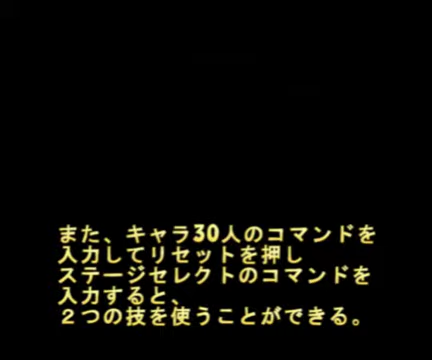 また、キャラ30人のコマンドを
入力してリセットを押し
ステージセレクトのコマンドを
入力すると、
２つの技を使うことができる。